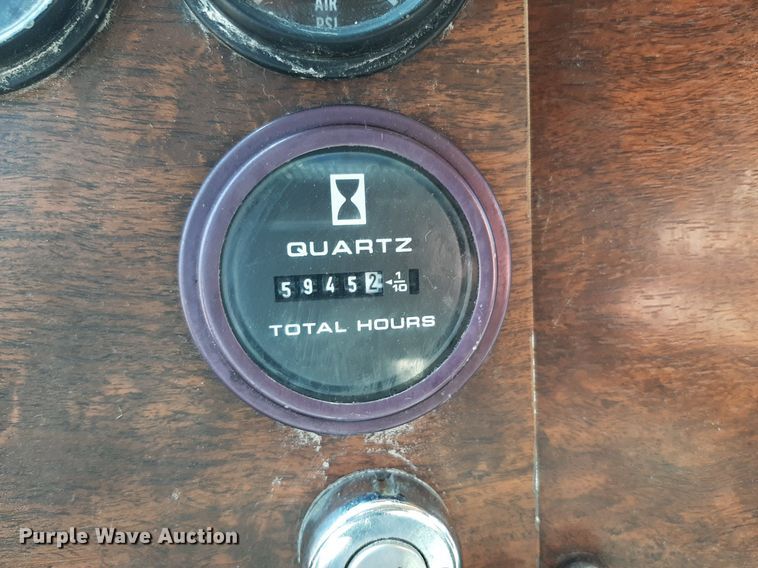 AIR
PSI
QUARTZ
59452 ◄1/10
TOTAL HOURS
Purple Wave Auction